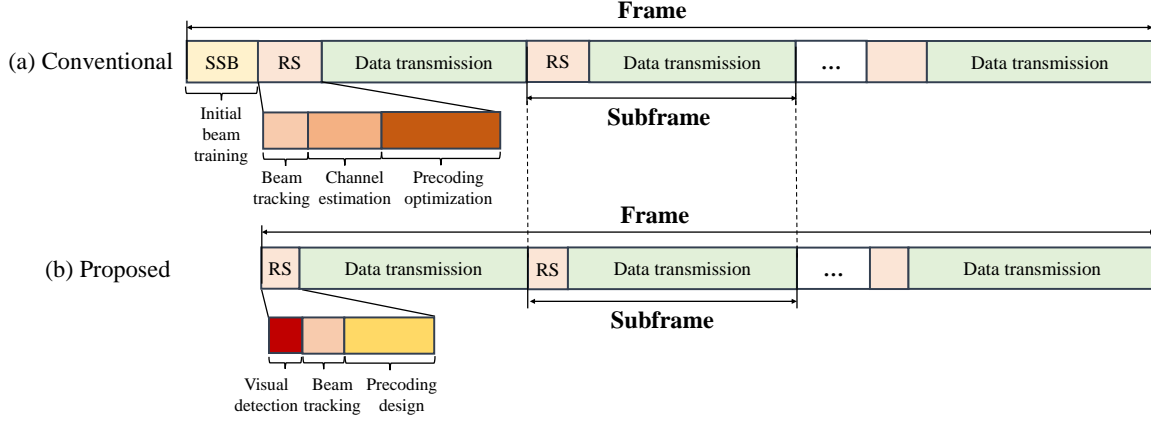 Frame
(a) Conventional
SSB
RS
Data transmission
RS
Data transmission
...
Data transmission
Initial
beam
training
Subframe
Beam
tracking
Channel
estimation
Precoding
optimization
Frame
(b) Proposed
RS
Data transmission
RS
Data transmission
...
Data transmission
Subframe
Visual
detection
Beam
tracking
Precoding
design